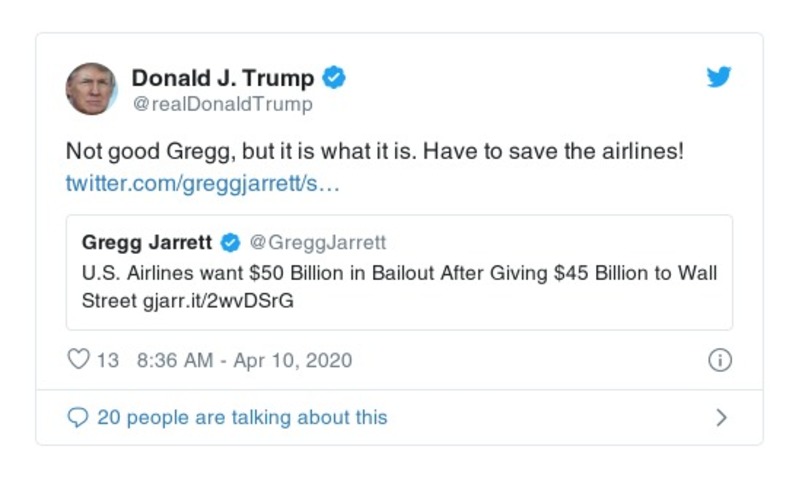 Donald J. Trump
@realDonaldTrump
Not good Gregg, but it is what it is. Have to save the airlines!
twitter.com/greggjarrett/s…
Gregg Jarrett @GreggJarrett
U.S. Airlines want $50 Billion in Bailout After Giving $45 Billion to Wall
Street gjarr.it/2wvDSrG
13 8:36 AM - Apr 10, 2020
20 people are talking about this